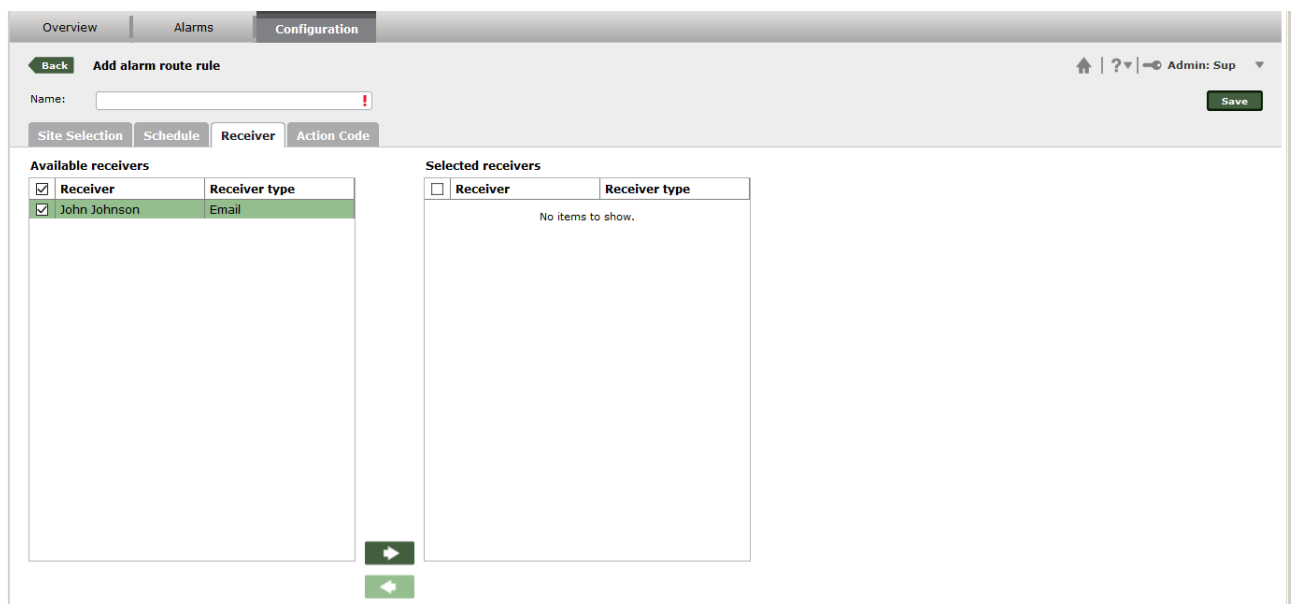 Overview Alarms Configuration
Back Add alarm route rule ? Admin: Sup
Name: ! Save
Site Selection Schedule Receiver Action Code
Available receivers Selected receivers
Receiver Receiver type Receiver Receiver type
John Johnson Email
No items to show.